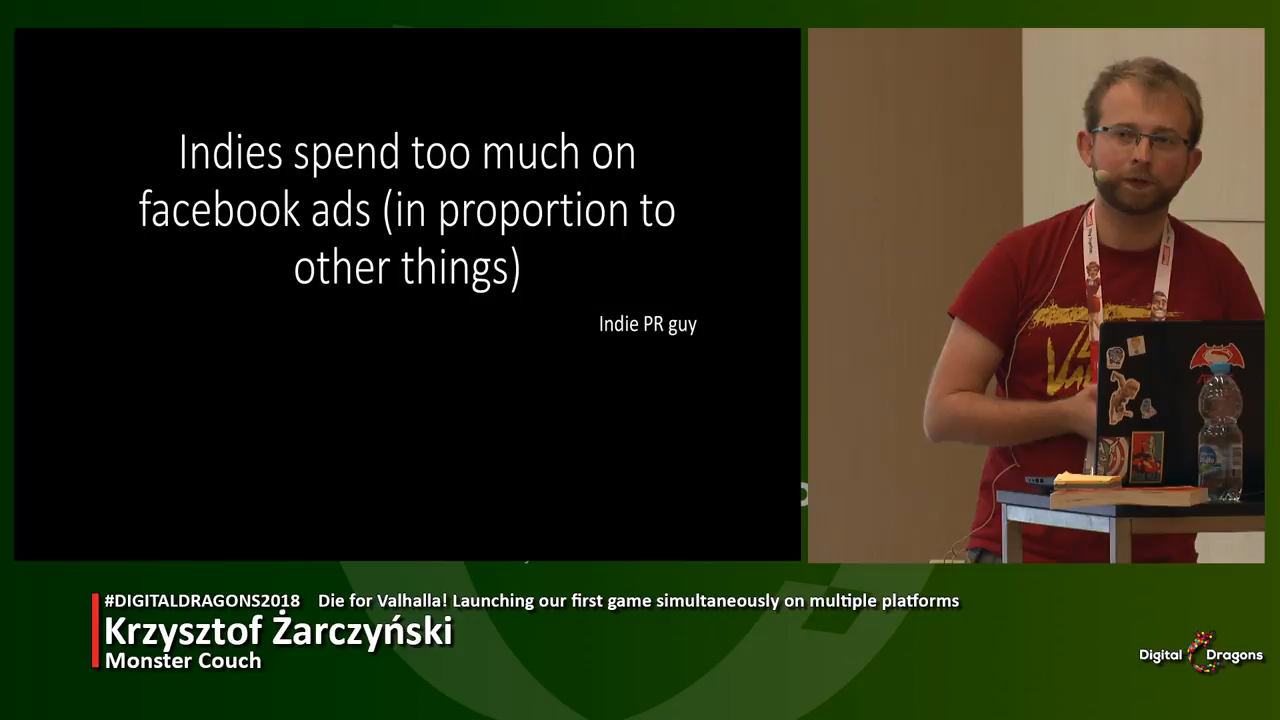 Indies spend too much on
facebook ads (in proportion to
other things)
Indie PR guy
#DIGITALDRAGONS2018 Die for Valhalla! Launching our first game simultaneously on multiple platforms
Krzysztof Żarczyński
Monster Couch
Digital Dragons